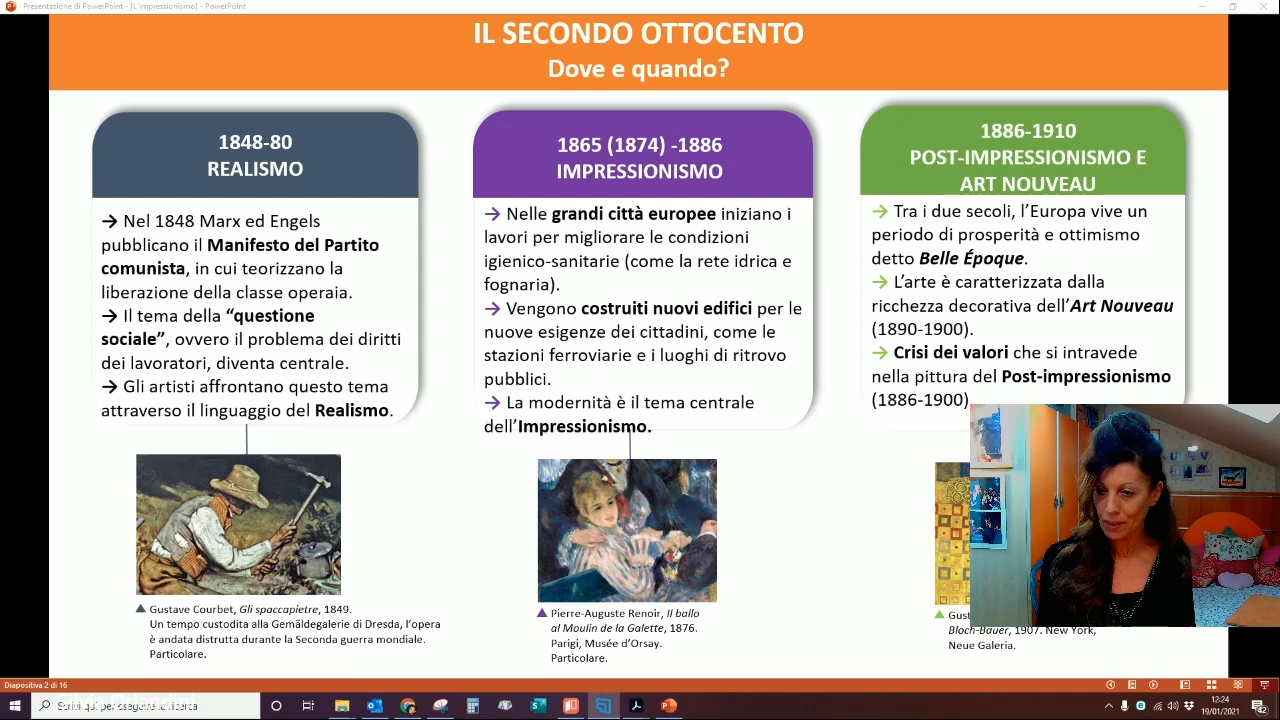 Presentazione di PowerPoint - [L'impressionismo] - PowerPoint
IL SECONDO OTTOCENTO
Dove e quando?
1848-80
REALISMO
→ Nel 1848 Marx ed Engels
pubblicano il Manifesto del Partito
comunista, in cui teorizzano la
liberazione della classe operaia.
→ Il tema della “questione
sociale”, ovvero il problema dei diritti
dei lavoratori, diventa centrale.
→ Gli artisti affrontano questo tema
attraverso il linguaggio del Realismo.
Gustave Courbet, Gli spaccapietre, 1849.
Un tempo custodita alla Gemäldegalerie di Dresda, l’opera
è andata distrutta durante la Seconda guerra mondiale.
Particolare.
1865 (1874) -1886
IMPRESSIONISMO
→ Nelle grandi città europee iniziano i
lavori per migliorare le condizioni
igienico-sanitarie (come la rete idrica e
fognaria).
→ Vengono costruiti nuovi edifici per le
nuove esigenze dei cittadini, come le
stazioni ferroviarie e i luoghi di ritrovo
pubblici.
→ La modernità è il tema centrale
dell’Impressionismo.
Pierre-Auguste Renoir, Il ballo
al Moulin de la Galette, 1876.
Parigi, Musée d’Orsay.
Particolare.
1886-1910
POST-IMPRESSIONISMO E
ART NOUVEAU
→ Tra i due secoli, l’Europa vive un
periodo di prosperità e ottimismo
detto Belle Époque.
→ L’arte è caratterizzata dalla
ricchezza decorativa dell’Art Nouveau
(1890-1900).
→ Crisi dei valori che si intravede
nella pittura del Post-impressionismo
(1886-1900)
Gust
Bloch-Bauer, 1907. New York,
Neue Galeria.
Diapositiva 2 di 16
12:24
19/01/2021
42